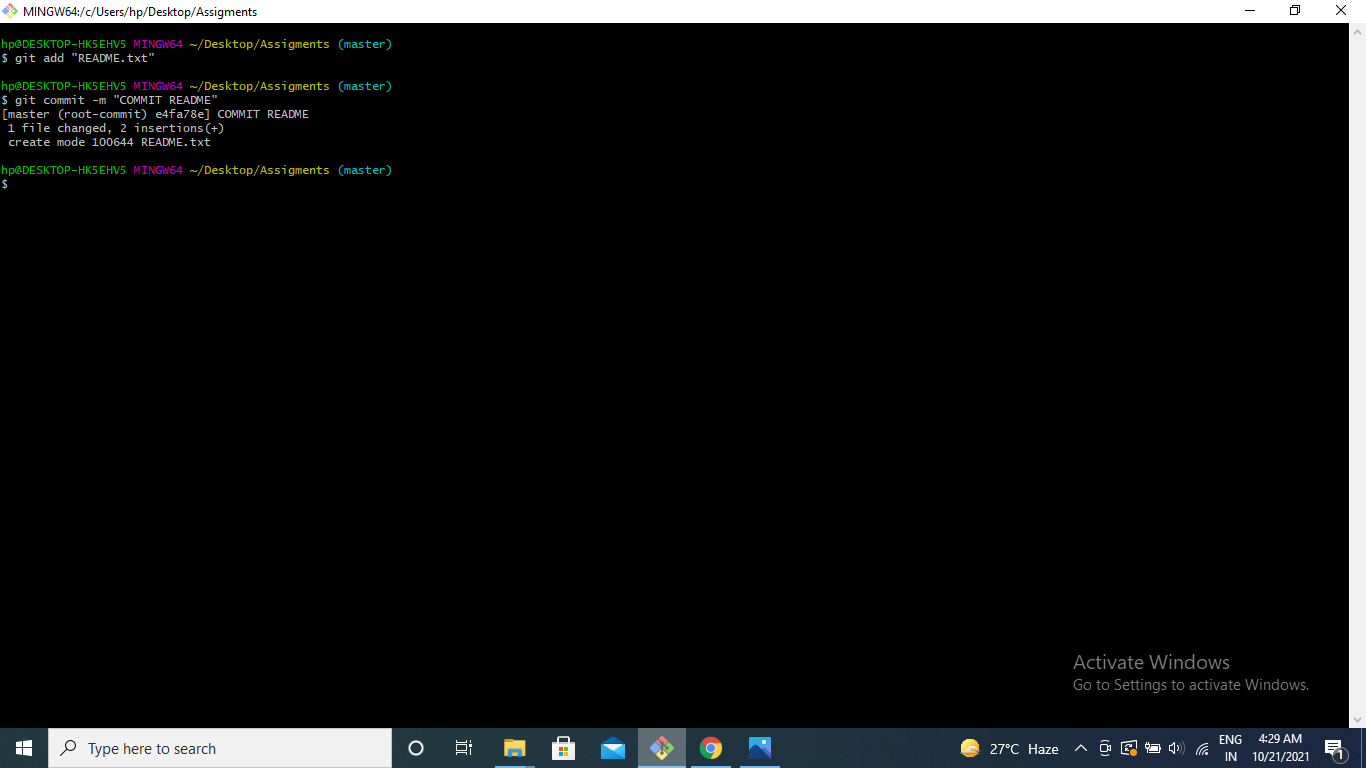 MINGW64:/c/Users/hp/Desktop/Assigments
hp@DESKTOP-HK5EHV5 MINGW64 ~/Desktop/Assigments (master)
$ git add "README.txt"
hp@DESKTOP-HK5EHV5 MINGW64 ~/Desktop/Assigments (master)
$ git commit -m "COMMIT README"
[master (root-commit) e4fa78e] COMMIT README
 1 file changed, 2 insertions(+)
 create mode 100644 README.txt
hp@DESKTOP-HK5EHV5 MINGW64 ~/Desktop/Assigments (master)
$
Activate Windows
Go to Settings to activate Windows.
Type here to search
27°C Haze
ENG
IN
4:29 AM
10/21/2021
1